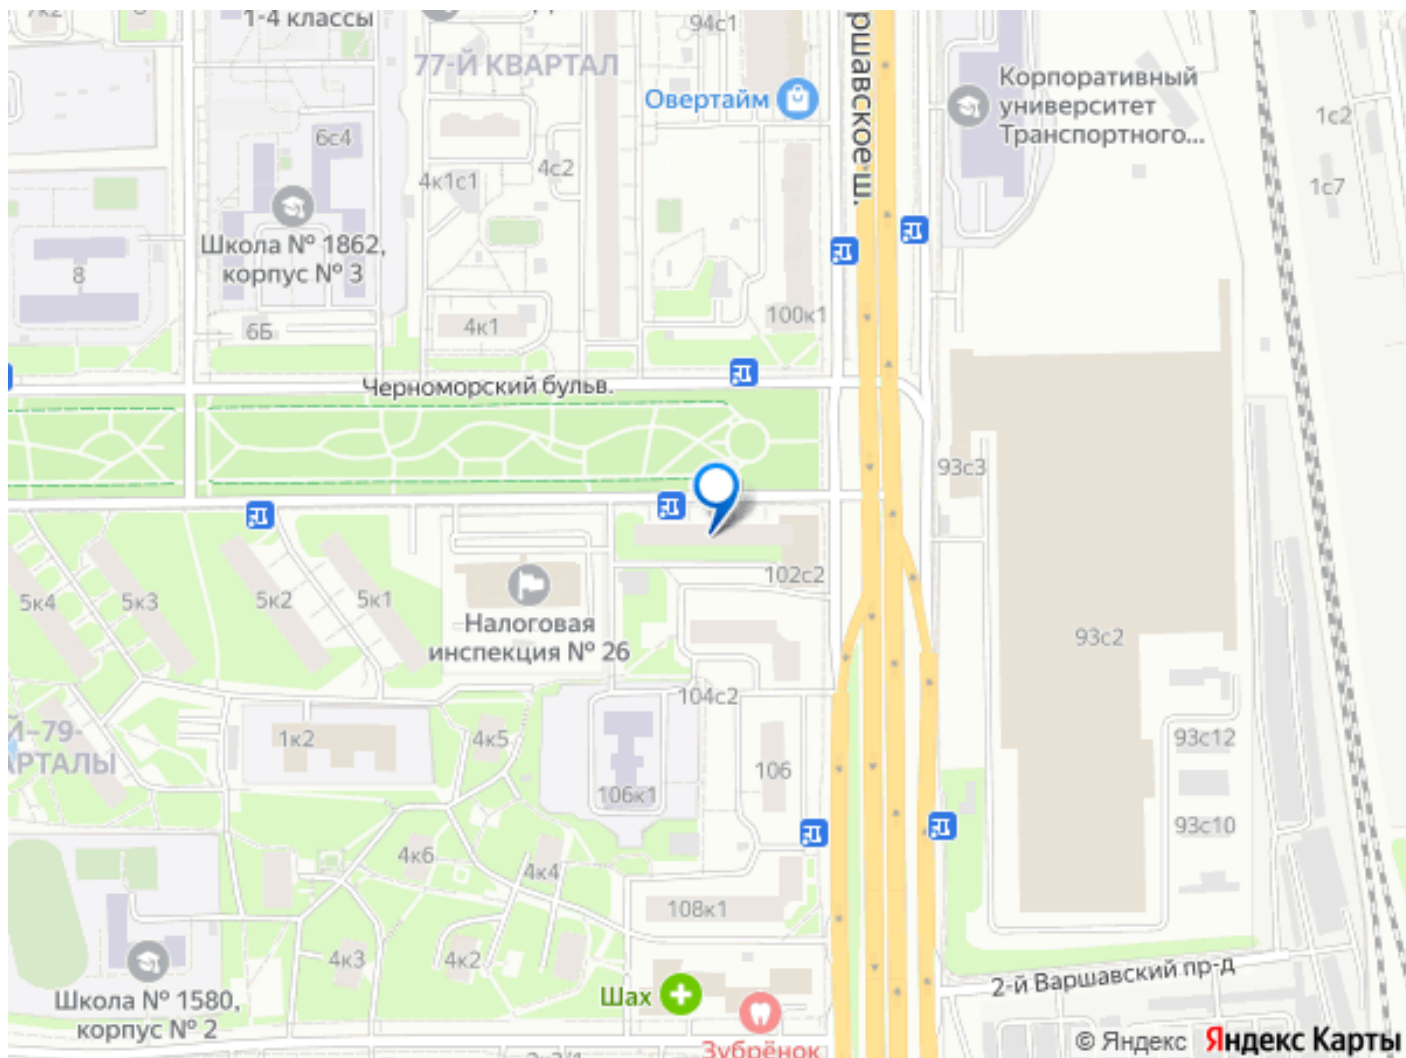 7к2
1-4 классы
94с1
77-Й КВАРТАЛ
Овертайм
ршавское ш.
Корпоративный
университет
Транспортного...
1с2
1с7
6с4
4к1с1
4с2
Школа № 1862,
корпус № 3
8
6Б
4к1
100к1
Черноморский бульв.
93с3
102с2
5к4
5к3
5к2
5к1
Налоговая
инспекция № 26
93с2
104с2
Й-79-
АРТАЛЫ
1к2
4к5
106
106к1
93с12
93с10
4к6
4к4
108к1
4к3
4к2
2-й Варшавский пр-д
Школа № 1580,
корпус № 2
Шах
Зубрёнок
© Яндекс Яндекс Карты